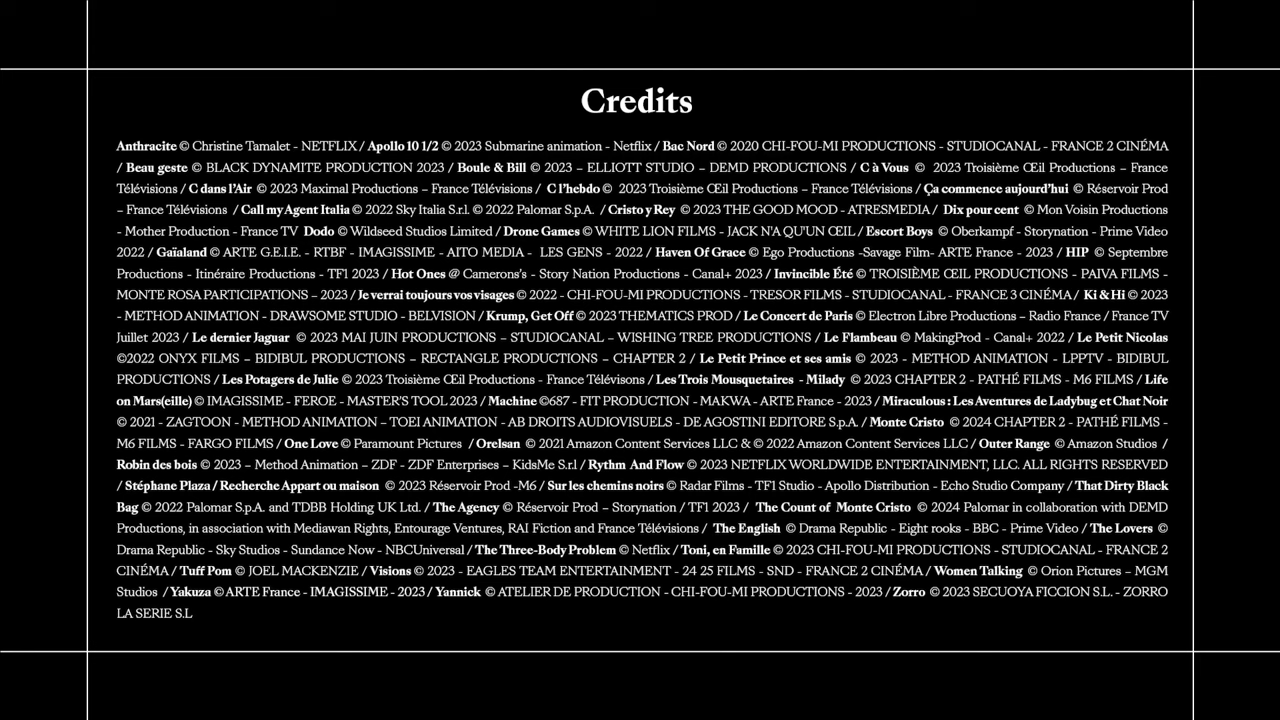 Credits
Anthracite © Christine Tamalet - NETFLIX / Apollo 10 1/2 © 2023 Submarine animation - Netflix / Bac Nord © 2020 CHI-FOU-MI PRODUCTIONS - STUDIOCANAL - FRANCE 2 CINÉMA
/ Beau geste © BLACK DYNAMITE PRODUCTION 2023 / Boule & Bill © 2023 – ELLIOTT STUDIO – DEMD PRODUCTIONS / C à Vous © 2023 Troisième Œil Productions – France
Télévisions / C dans l'Air © 2023 Maximal Productions – France Télévisions / C l'hebdo © 2023 Troisième Œil Productions – France Télévisions / Ça commence aujourd'hui © Réservoir Prod
– France Télévisions / Call my Agent Italia © 2022 Sky Italia S.r.l. © 2022 Palomar S.p.A. / Cristo y Rey © 2023 THE GOOD MOOD - ATRESMEDIA / Dix pour cent © Mon Voisin Productions
- Mother Production - France TV Dodo © Wildseed Studios Limited / Drone Games © WHITE LION FILMS - JACK N'A QU'UN ŒIL / Escort Boys © Oberkampf - Storynation - Prime Video
2022 / Gaïaland © ARTE G.E.I.E. - RTBF - IMAGISSIME - AITO MEDIA - LES GENS - 2022 / Haven Of Grace © Ego Productions -Savage Film- ARTE France - 2023 / HIP © Septembre
Productions - Itinéraire Productions - TF1 2023 / Hot Ones @ Camerons's - Story Nation Productions - Canal+ 2023 / Invincible Été © TROISIÈME ŒIL PRODUCTIONS - PAIVA FILMS -
MONTE ROSA PARTICIPATIONS – 2023 / Je verrai toujours vos visages © 2022 - CHI-FOU-MI PRODUCTIONS - TRESOR FILMS - STUDIOCANAL - FRANCE 3 CINÉMA / Ki & Hi © 2023
- METHOD ANIMATION - DRAWSOME STUDIO - BELVISION / Krump, Get Off © 2023 THEMATICS PROD / Le Concert de Paris © Electron Libre Productions – Radio France / France TV
Juillet 2023 / Le dernier Jaguar © 2023 MAI JUIN PRODUCTIONS – STUDIOCANAL – WISHING TREE PRODUCTIONS / Le Flambeau © MakingProd - Canal+ 2022 / Le Petit Nicolas
©2022 ONYX FILMS – BIDIBUL PRODUCTIONS – RECTANGLE PRODUCTIONS – CHAPTER 2 / Le Petit Prince et ses amis © 2023 - METHOD ANIMATION - LPPTV - BIDIBUL
PRODUCTIONS / Les Potagers de Julie © 2023 Troisième Œil Productions - France Télévisons / Les Trois Mousquetaires - Milady © 2023 CHAPTER 2 - PATHÉ FILMS - M6 FILMS / Life
on Mars(eille) © IMAGISSIME - FEROE - MASTER'S TOOL 2023 / Machine ©687 - FIT PRODUCTION - MAKWA - ARTE France - 2023 / Miraculous : Les Aventures de Ladybug et Chat Noir
© 2021 - ZAGTOON - METHOD ANIMATION - TOEI ANIMATION - AB DROITS AUDIOVISUELS - DE AGOSTINI EDITORE S.p.A. / Monte Cristo © 2024 CHAPTER 2 - PATHÉ FILMS -
M6 FILMS - FARGO FILMS / One Love © Paramount Pictures / Orelsan © 2021 Amazon Content Services LLC & © 2022 Amazon Content Services LLC / Outer Range © Amazon Studios /
Robin des bois © 2023 – Method Animation – ZDF - ZDF Enterprises – KidsMe S.r.l / Rythm And Flow © 2023 NETFLIX WORLDWIDE ENTERTAINMENT, LLC. ALL RIGHTS RESERVED
/ Stéphane Plaza / Recherche Appart ou maison © 2023 Réservoir Prod -M6 / Sur les chemins noirs © Radar Films - TF1 Studio - Apollo Distribution - Echo Studio Company / That Dirty Black
Bag © 2022 Palomar S.p.A. and TDBB Holding UK Ltd. / The Agency © Réservoir Prod – Storynation / TF1 2023 / The Count of Monte Cristo © 2024 Palomar in collaboration with DEMD
Productions, in association with Mediawan Rights, Entourage Ventures, RAI Fiction and France Télévisions / The English © Drama Republic - Eight rooks - BBC - Prime Video / The Lovers ©
Drama Republic - Sky Studios - Sundance Now - NBCUniversal / The Three-Body Problem © Netflix / Toni, en Famille © 2023 CHI-FOU-MI PRODUCTIONS - STUDIOCANAL - FRANCE 2
CINÉMA / Tuff Pom © JOEL MACKENZIE / Visions © 2023 - EAGLES TEAM ENTERTAINMENT - 24 25 FILMS - SND - FRANCE 2 CINÉMA / Women Talking © Orion Pictures – MGM
Studios / Yakuza © ARTE France - IMAGISSIME - 2023 / Yannick © ATELIER DE PRODUCTION - CHI-FOU-MI PRODUCTIONS - 2023 / Zorro © 2023 SECUOYA FICCION S.L. - ZORRO
LA SERIE S.L